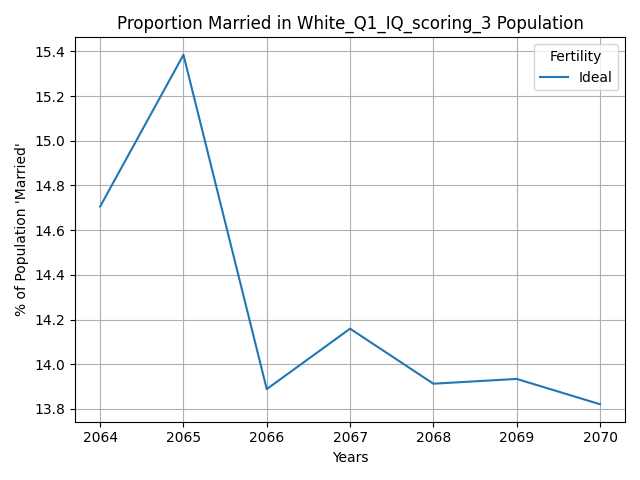 Proportion Married in White_Q1_IQ_scoring_3 Population
% of Population 'Married'
15.4
15.2
15.0
14.8
14.6
14.4
14.2
14.0
13.8
Fertility
Ideal
2064 2065 2066 2067 2068 2069 2070
Years